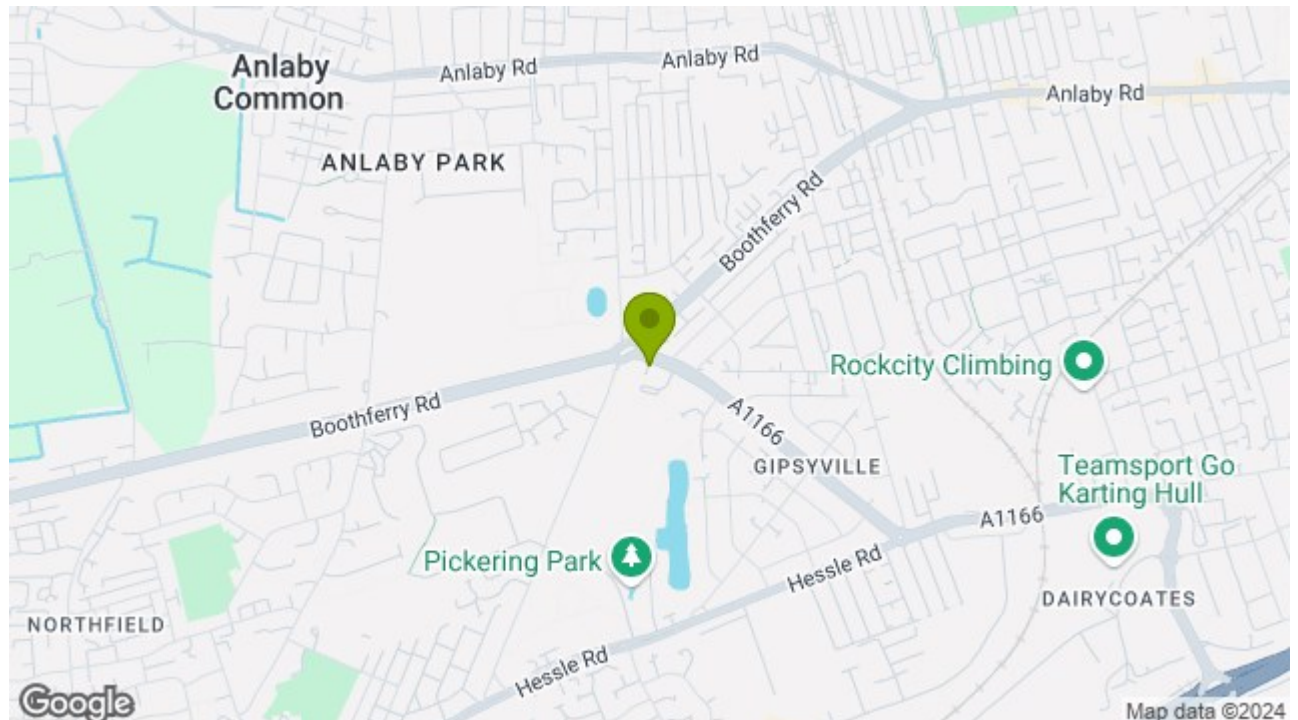 Anlaby
Common
Anlaby Rd
Anlaby Rd
Anlaby Rd
ANLABY PARK
Boothferry Rd
Rockcity Climbing
Boothferry Rd
A1166
GIPSYVILLE
Teamsport Go
Karting Hull
A1166
Pickering Park
Hessle Rd
DAIRYCOATES
NORTHFIELD
Hessle Rd
Google
Map data ©2024